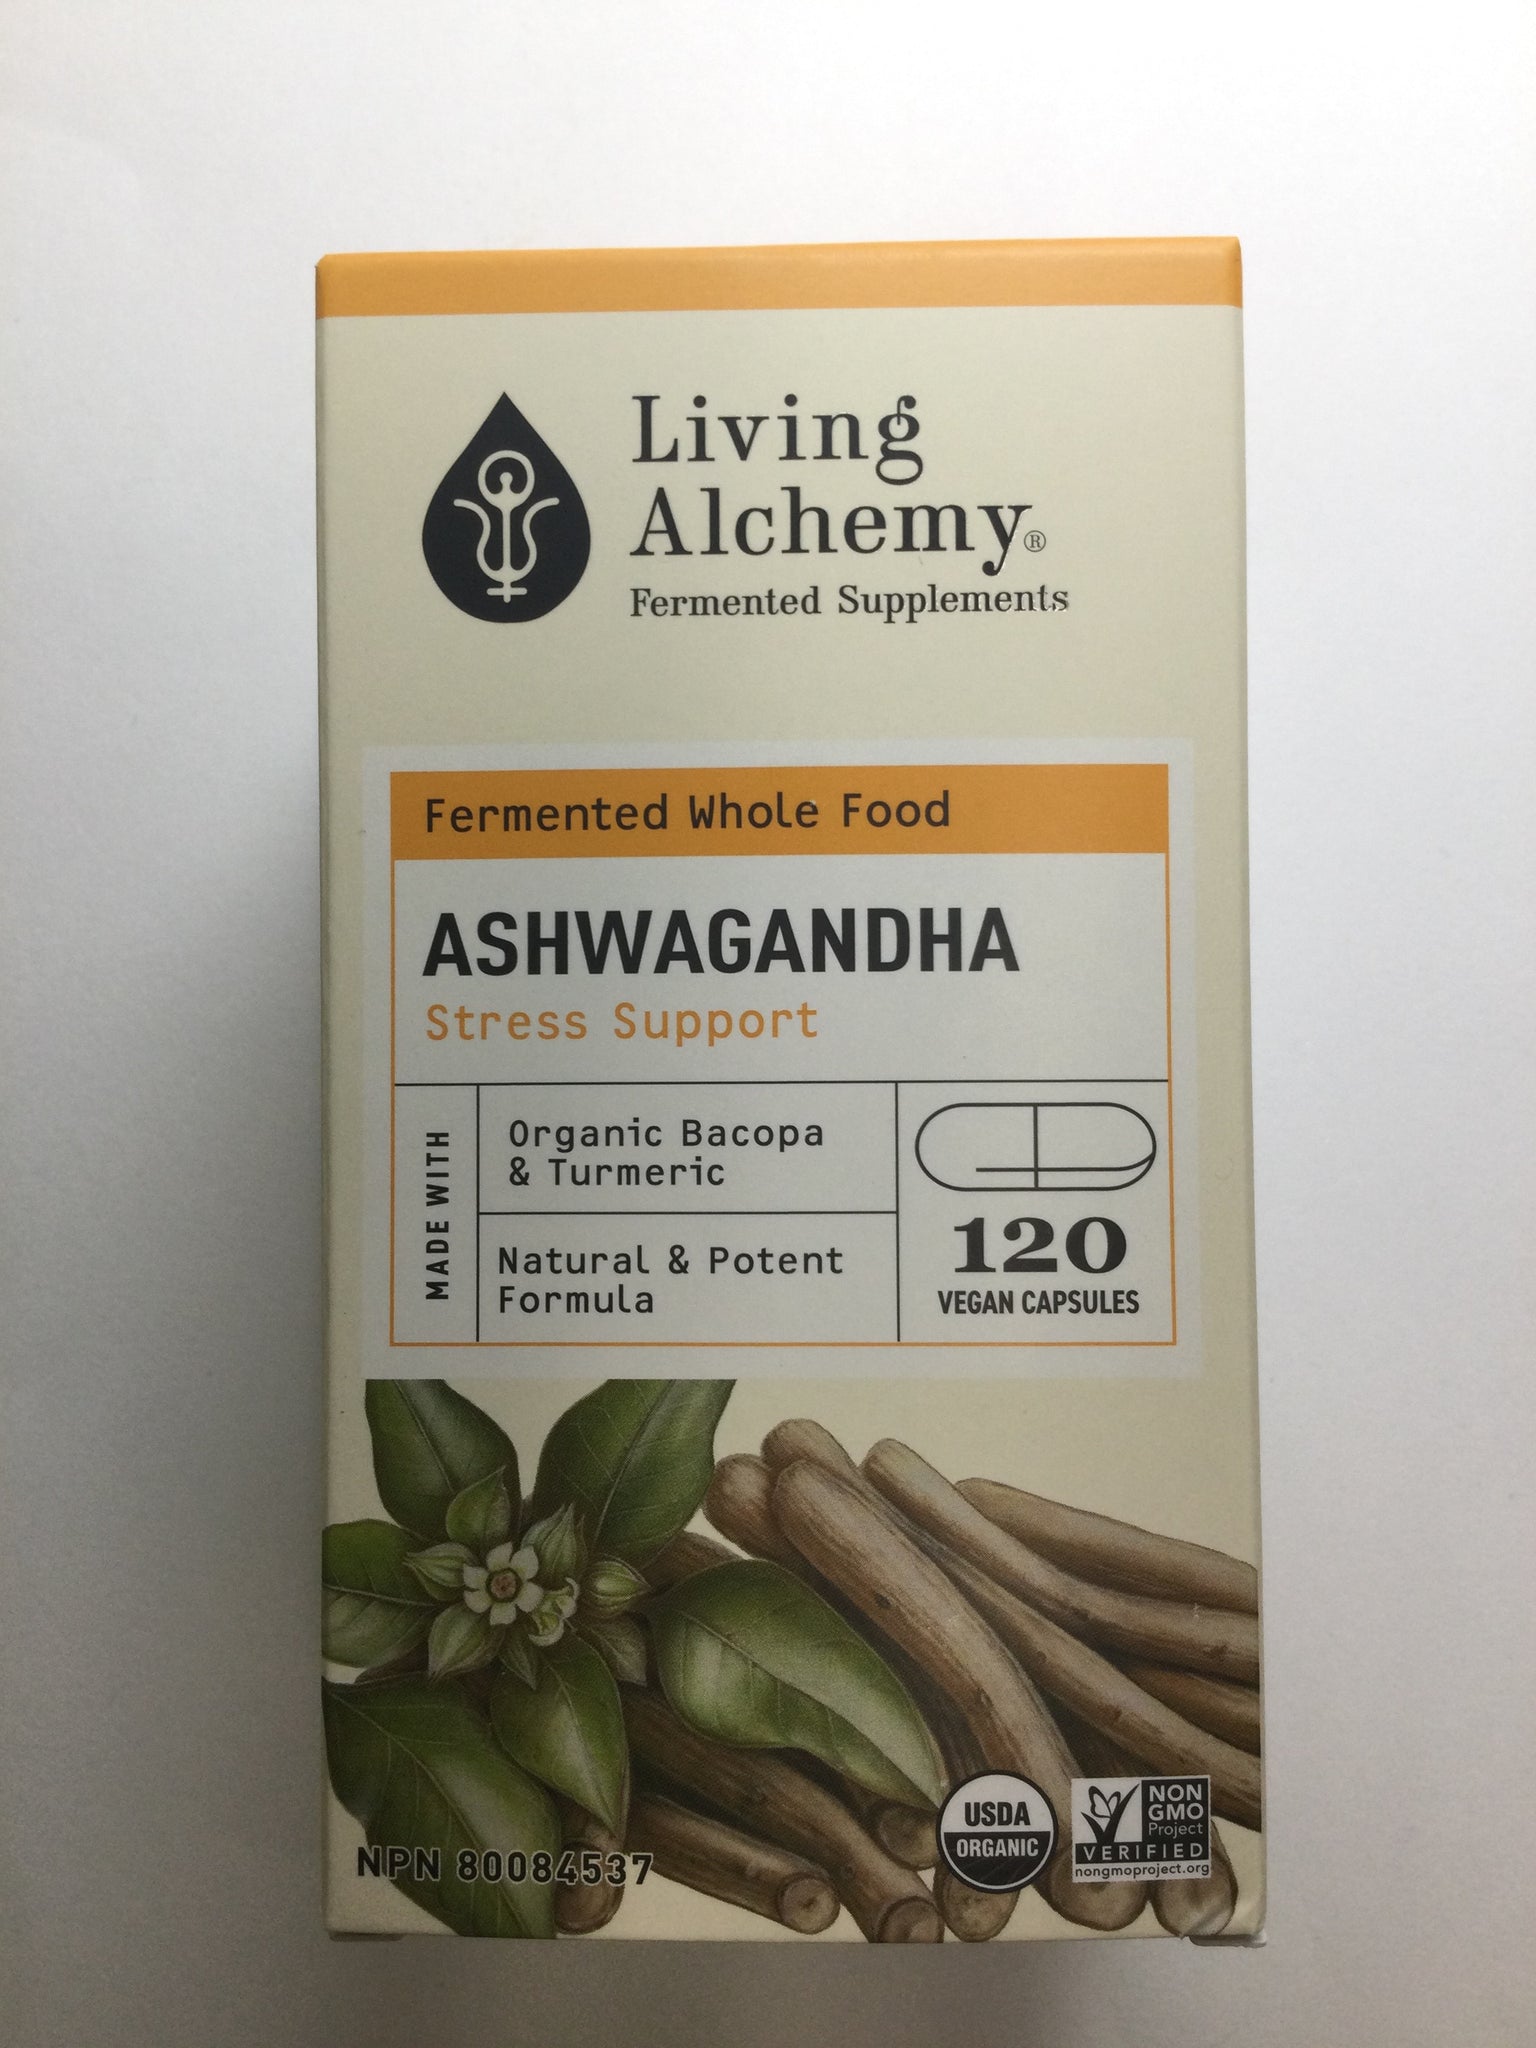 Living
Alchemy®
Fermented Supplements
Fermented Whole Food
ASHWAGANDHA
Stress Support
MADE WITH
Organic Bacopa
& Turmeric
Natural & Potent
Formula
120
VEGAN CAPSULES
NPN 80084537
USDA
ORGANIC
NON
GMO
Project
VERIFIED
nongmoproject.org